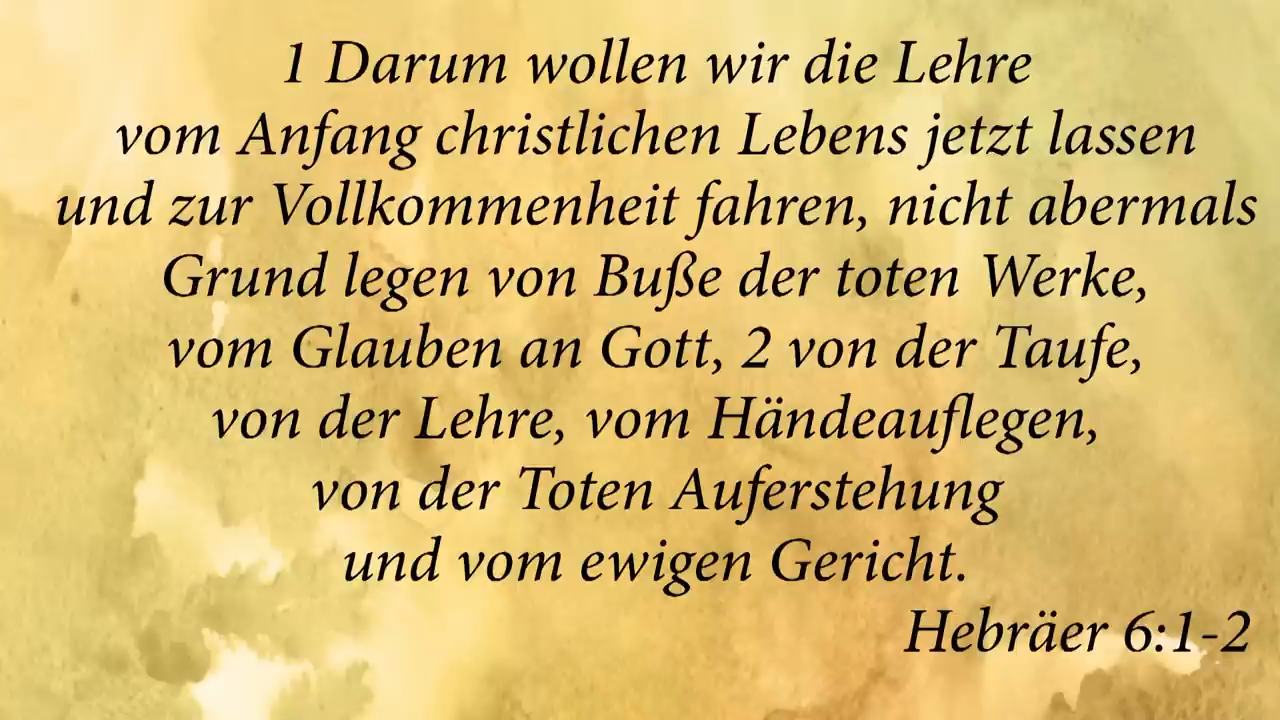 1 Darum wollen wir die Lehre
vom Anfang christlichen Lebens jetzt lassen
und zur Vollkommenheit fahren, nicht abermals
Grund legen von Buße der toten Werke,
vom Glauben an Gott, 2 von der Taufe,
von der Lehre, vom Händeauflegen,
von der Toten Auferstehung
und vom ewigen Gericht.
Hebräer 6:1-2